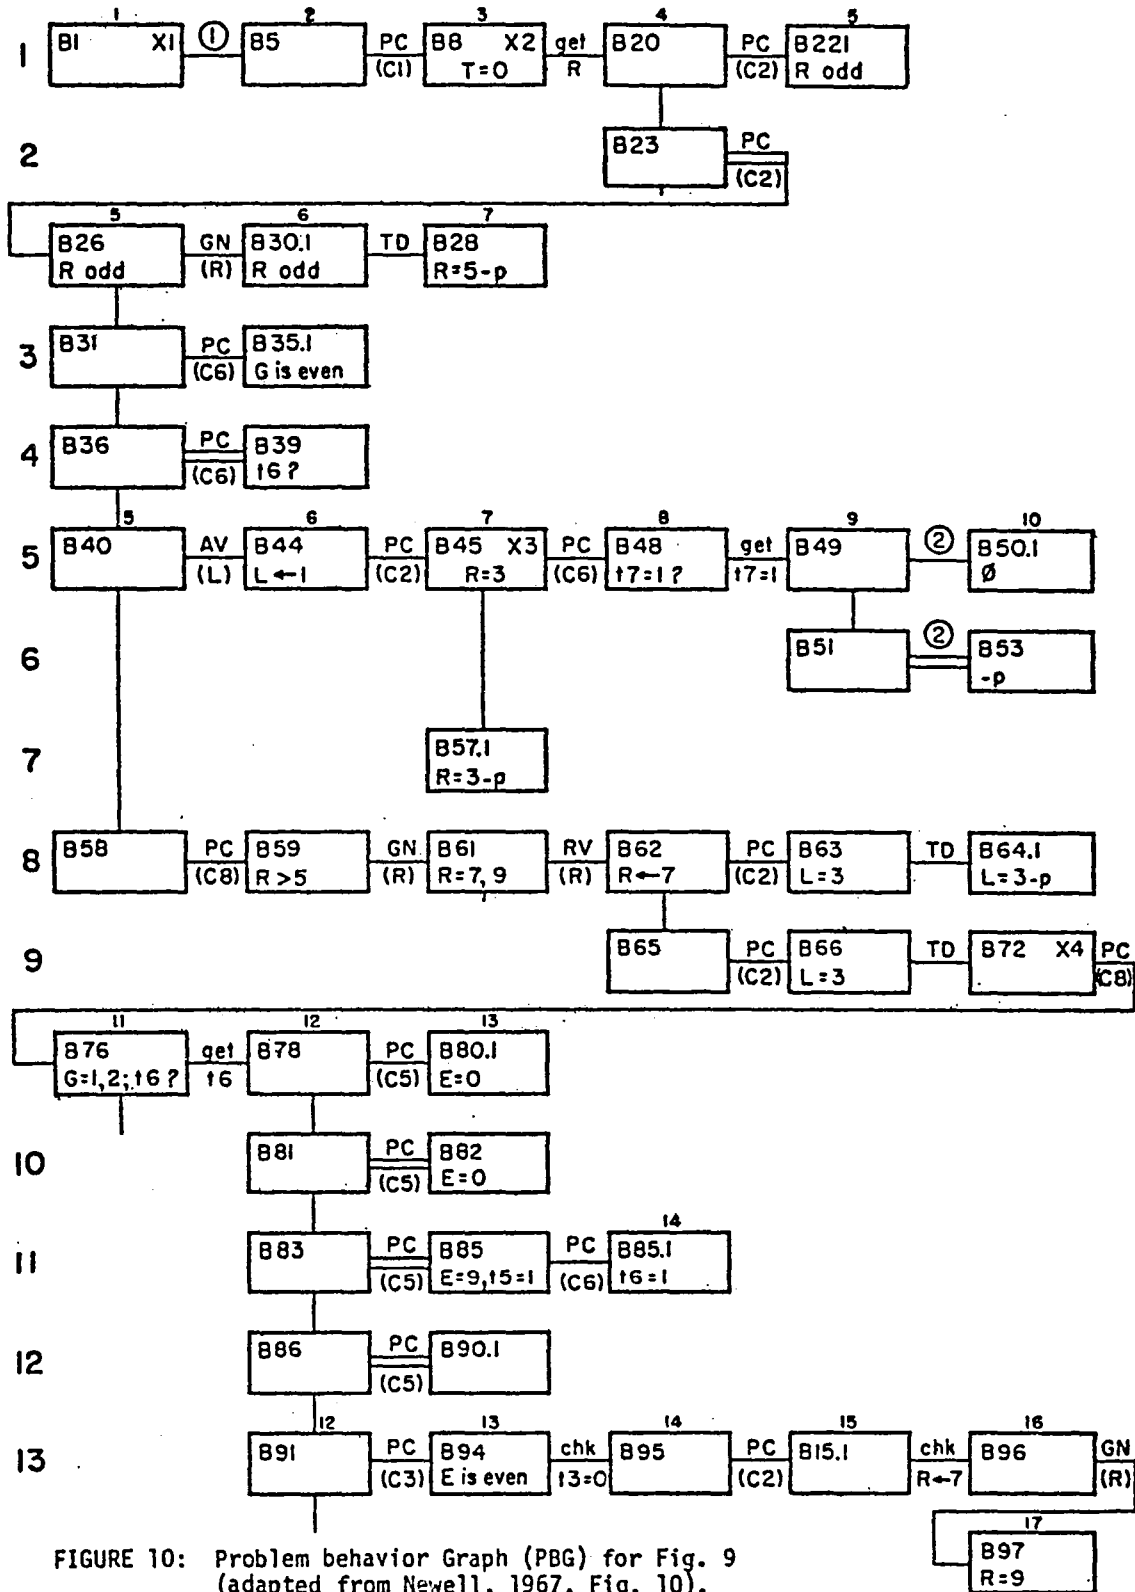 1 2 3 4 5
1 B1 X1 ① B5 PC (C1) B8 X2 T=0 get R B20 PC (C2) B22.1 R odd
2 B23 PC (C2)
5 6 7
B26 R odd GN (R) B30.1 R odd TD B28 R=5-p
3 B31 PC (C6) B35.1 G is even
4 B36 PC (C6) B39 t6?
5 6 7 8 9 10
5 B40 AV (L) B44 L←1 PC (C2) B45 X3 R=3 PC (C6) B48 t7=1? get t7=1 B49 ② B50.1 Ø
6 B51 ② B53 -p
7 B57.1 R=3-p
8 B58 PC (C8) B59 R>5 GN (R) B61 R=7,9 RV (R) B62 R←7 PC (C2) B63 L=3 TD B64.1 L=3-p
9 B65 PC (C2) B66 L=3 TD B72 X4 PC (C8)
11 12 13
B76 G=1,2; t6? get t6 B78 PC (C5) B80.1 E=0
10 B81 PC (C5) B82 E=0
14
11 B83 PC (C5) B85 E=9,t5=1 PC (C6) B85.1 t6=1
12 B86 PC (C5) B90.1
12 13 14 15 16
13 B91 PC (C3) B94 E is even chk t3=0 B95 PC (C2) B15.1 chk R←7 B96 GN (R)
17
B97 R=9
FIGURE 10: Problem behavior Graph (PBG) for Fig. 9
(adapted from Newell, 1967, Fig. 10).